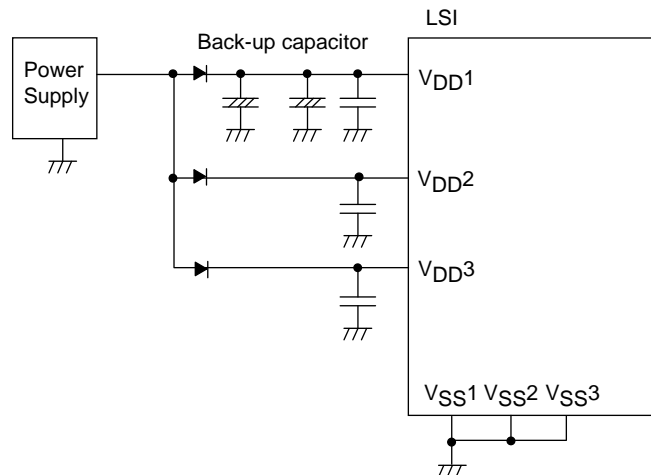 LSI
Back-up capacitor
Power
Supply
VDD1
VDD2
VDD3
VSS1 VSS2 VSS3